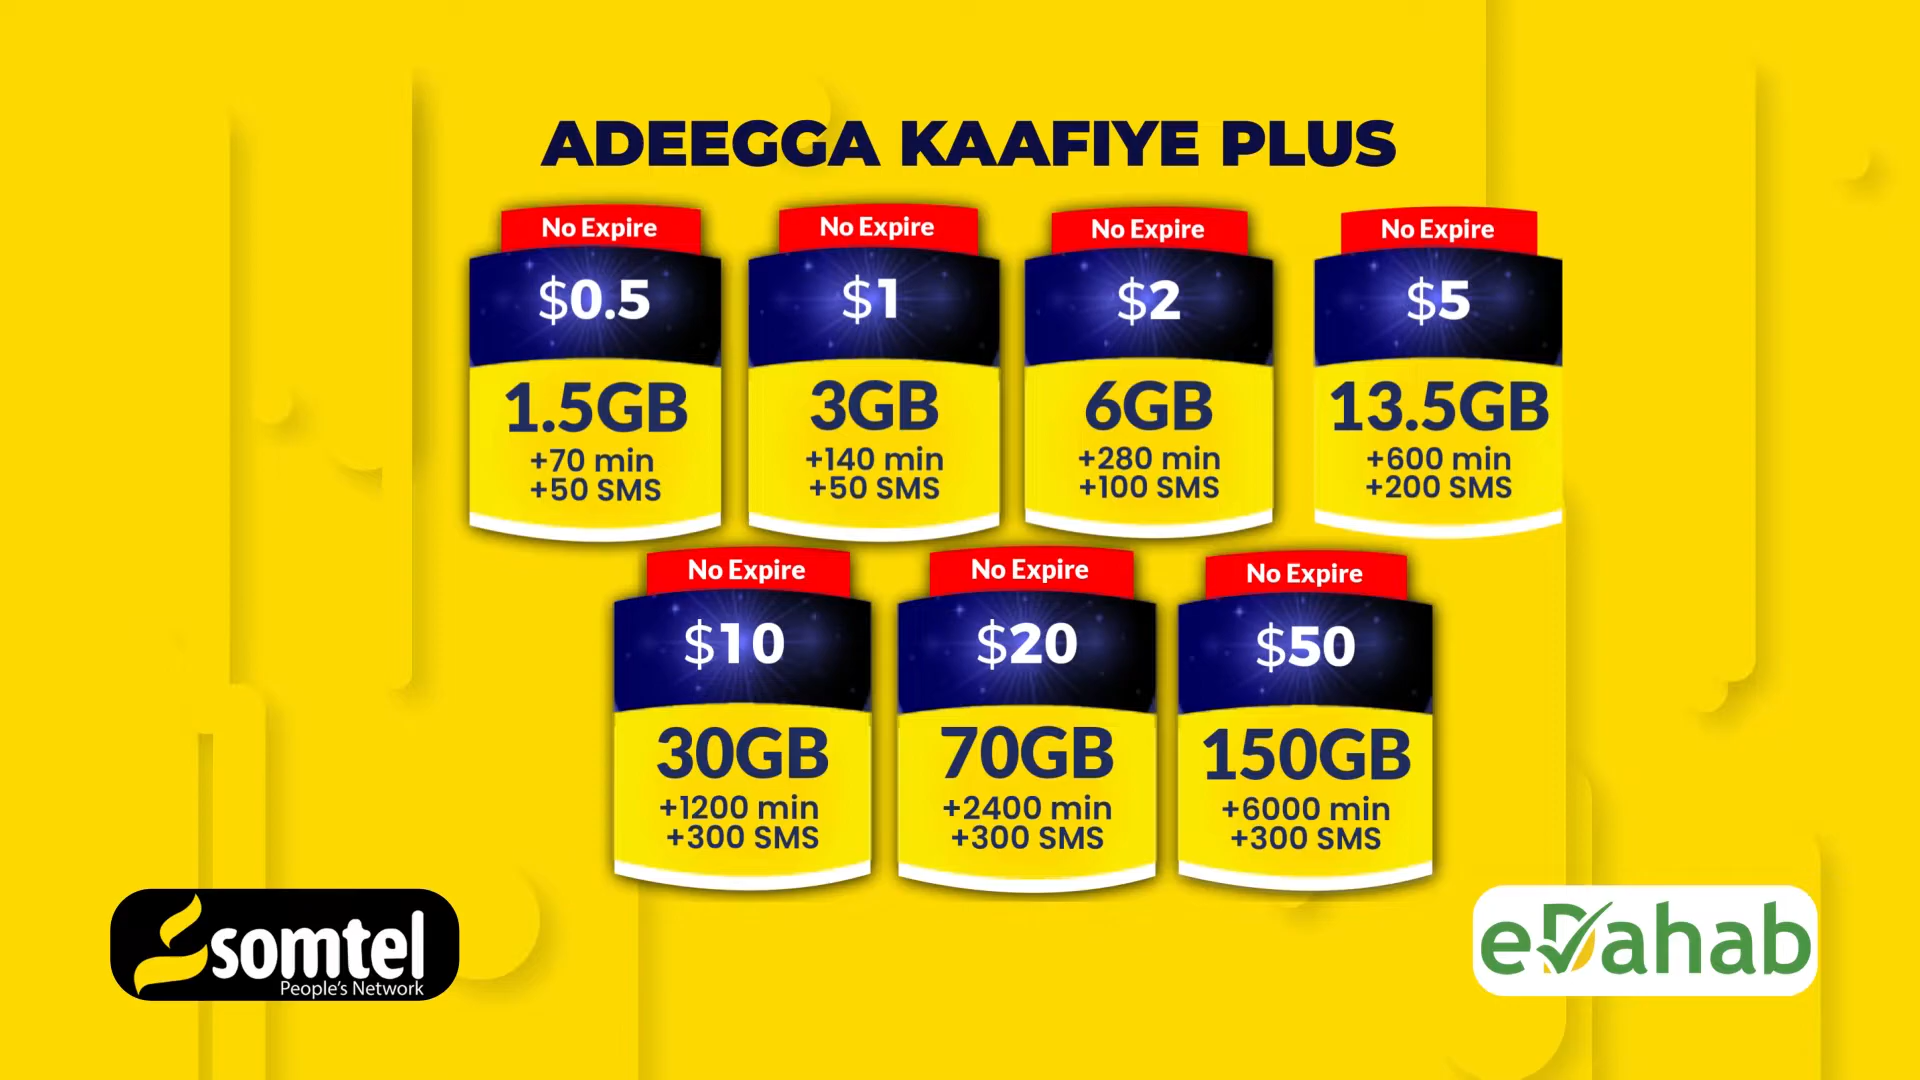 ADEEGGA KAAFIYE PLUS
No Expire
$0.5
1.5GB
+70 min
+50 SMS
No Expire
$1
3GB
+140 min
+50 SMS
No Expire
$2
6GB
+280 min
+100 SMS
No Expire
$5
13.5GB
+600 min
+200 SMS
No Expire
$10
30GB
+1200 min
+300 SMS
No Expire
$20
70GB
+2400 min
+300 SMS
No Expire
$50
150GB
+6000 min
+300 SMS
somtel
People's Network
eDahab